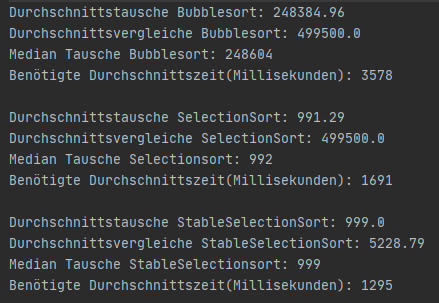 Durchschnittstausche Bubblesort: 248384.96
Durchschnittsvergleiche Bubblesort: 499500.0
Median Tausche Bubblesort: 248604
Benötigte Durchschnittszeit(Millisekunden): 3578
Durchschnittstausche SelectionSort: 991.29
Durchschnittsvergleiche SelectionSort: 499500.0
Median Tausche Selectionsort: 992
Benötigte Durchschnittszeit(Millisekunden): 1691
Durchschnittstausche StableSelectionSort: 999.0
Durchschnittsvergleiche StableSelectionSort: 5228.79
Median Tausche StableSelectionsort: 999
Benötigte Durchschnittszeit(Millisekunden): 1295